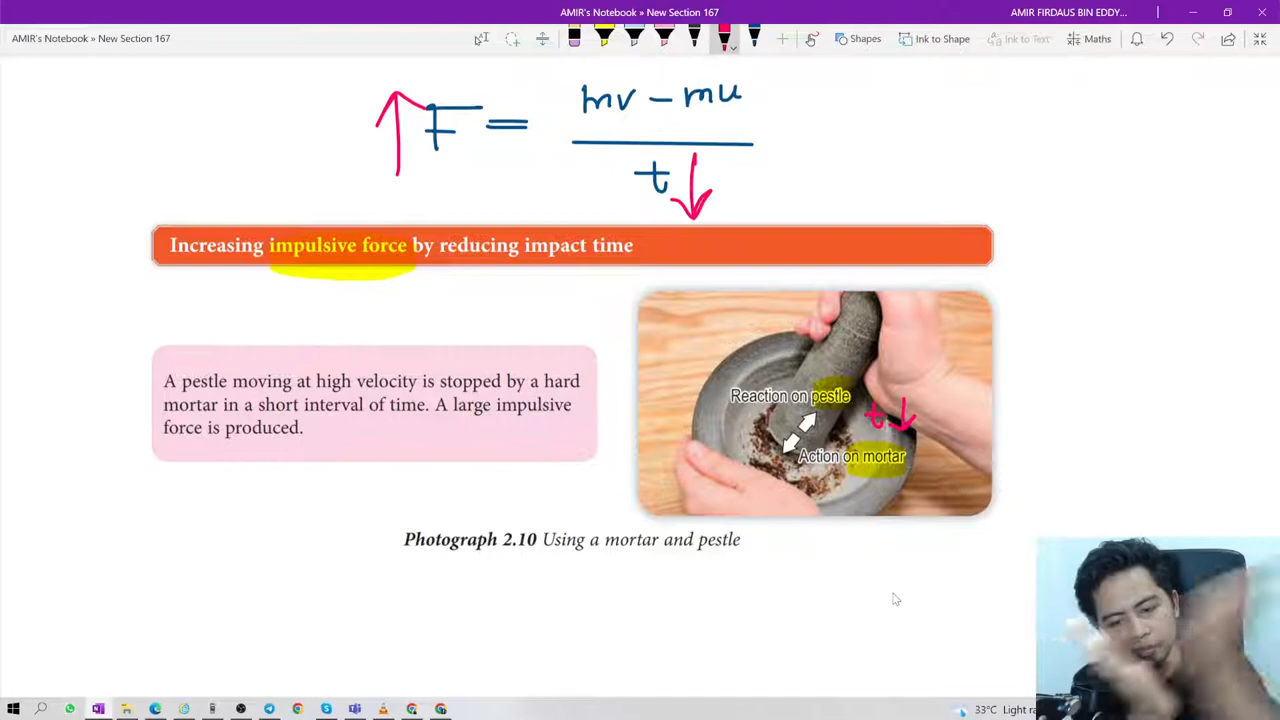 AMIR's Notebook » New Section 167
AMIR FIRDAUS BIN EDDY...
AMIR's Notebook » New Section 167
Shapes
Ink to Shape
Ink to Text
Maths
F = mv - mu
t
Increasing impulsive force by reducing impact time
A pestle moving at high velocity is stopped by a hard
mortar in a short interval of time. A large impulsive
force is produced.
Reaction on pestle
t
Action on mortar
Photograph 2.10 Using a mortar and pestle
33°C Light ra